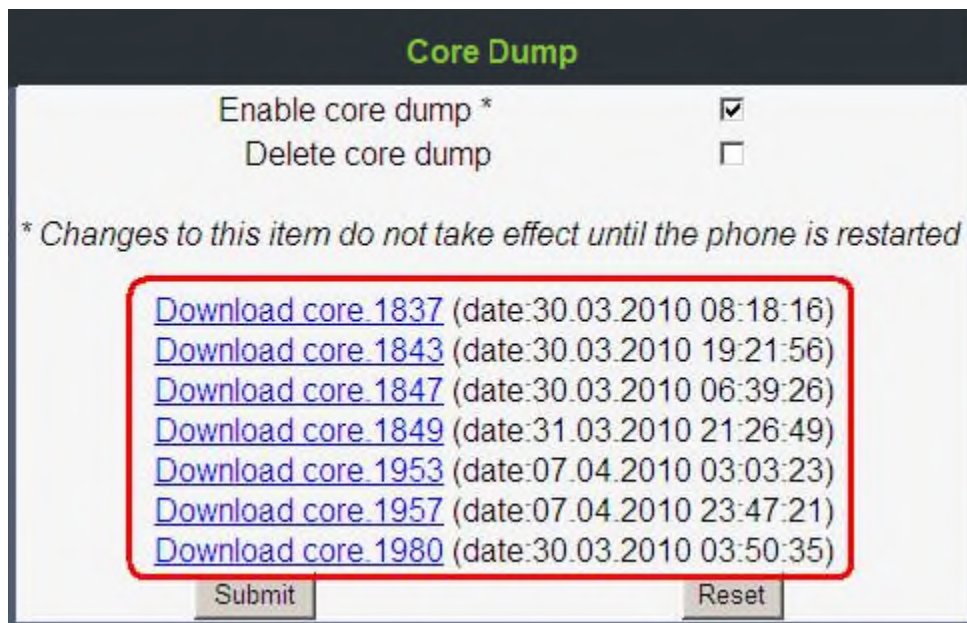 Core Dump
Enable core dump *
Delete core dump
* Changes to this item do not take effect until the phone is restarted
Download core.1837 (date:30.03.2010 08:18:16)
Download core.1843 (date:30.03.2010 19:21:56)
Download core.1847 (date:30.03.2010 06:39:26)
Download core.1849 (date:31.03.2010 21:26:49)
Download core.1953 (date:07.04.2010 03:03:23)
Download core.1957 (date:07.04.2010 23:47:21)
Download core.1980 (date:30.03.2010 03:50:35)
Submit Reset